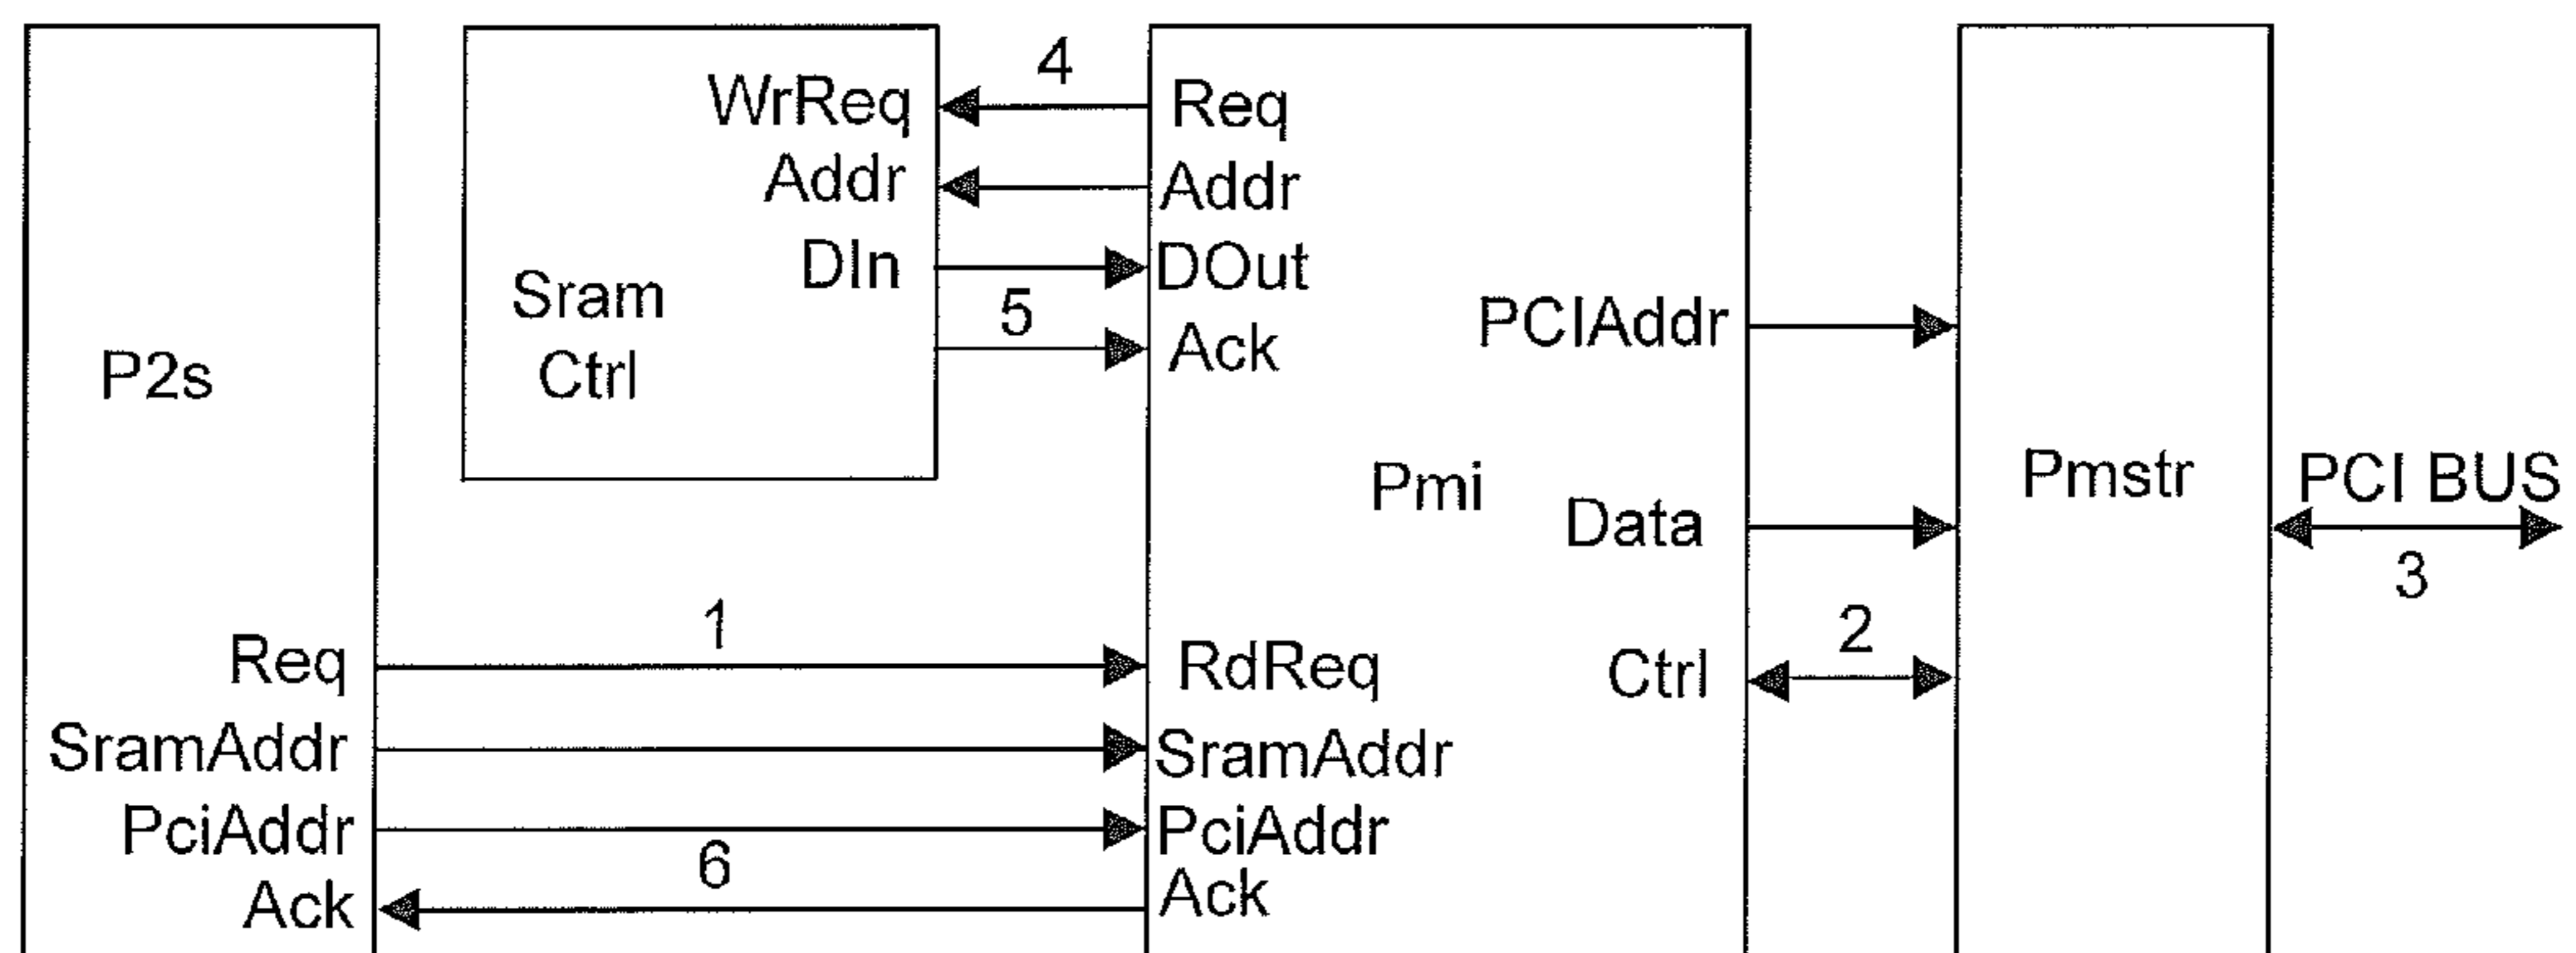 P2s
Req
SramAddr
PciAddr
Ack
Sram
Ctrl
WrReq
Addr
DIn
4
5
1
6
Req
Addr
DOut
Ack
Pmi
RdReq
SramAddr
PciAddr
Ack
PCIAddr
Data
Ctrl
2
Pmstr
PCI BUS
3